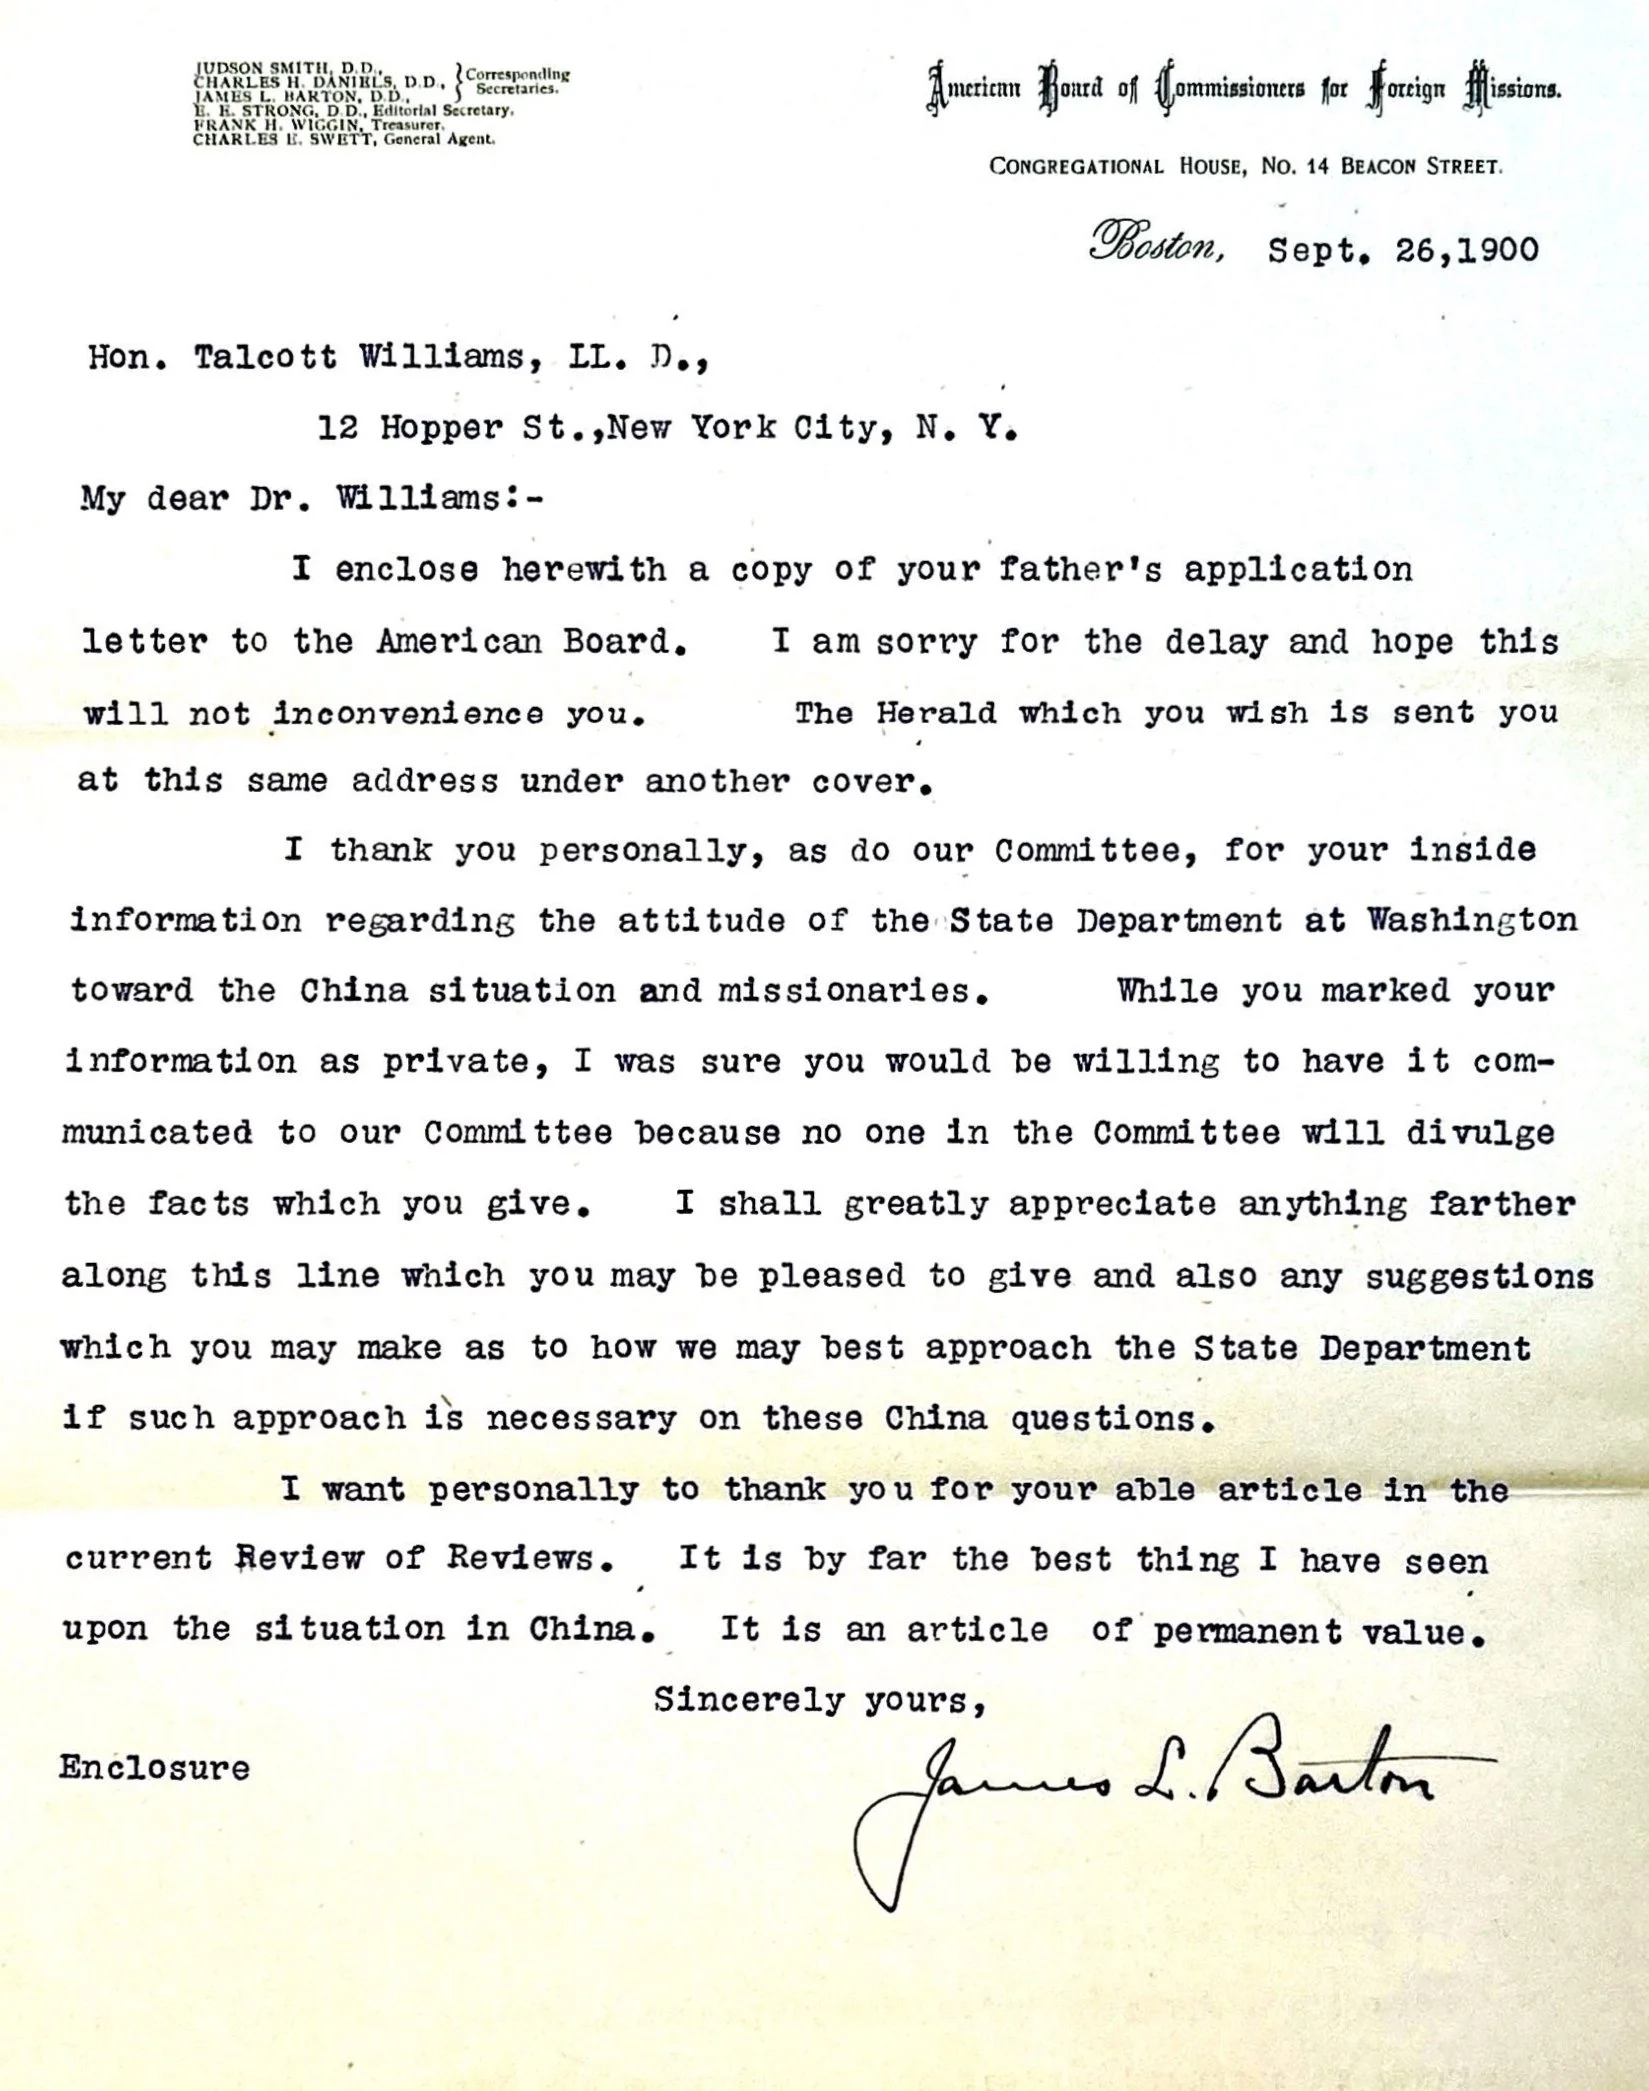 JUDSON SMITH, D.D.,
CHARLES H. DANIELS, D.D.,
JAMES L. BARTON, D.D.,
Corresponding
Secretaries.
E. E. STRONG, D.D., Editorial Secretary.
FRANK H. WIGGIN, Treasurer.
CHARLES E. SWETT, General Agent.
American Board of Commissioners for Foreign Missions.
CONGREGATIONAL HOUSE, NO. 14 BEACON STREET.
Boston, Sept. 26,1900
Hon. Talcott Williams, LL. D.,
12 Hopper St.,New York City, N. Y.
My dear Dr. Williams:-
I enclose herewith a copy of your father's application
letter to the American Board. I am sorry for the delay and hope this
will not inconvenience you. The Herald which you wish is sent you
at this same address under another cover.
I thank you personally, as do our Committee, for your inside
information regarding the attitude of the State Department at Washington
toward the China situation and missionaries. While you marked your
information as private, I was sure you would be willing to have it com-
municated to our Committee because no one in the Committee will divulge
the facts which you give. I shall greatly appreciate anything farther
along this line which you may be pleased to give and also any suggestions
which you may make as to how we may best approach the State Department
if such approach is necessary on these China questions.
I want personally to thank you for your able article in the
current Review of Reviews. It is by far the best thing I have seen
upon the situation in China. It is an article of permanent value.
Sincerely yours,
Enclosure
James L. Barton